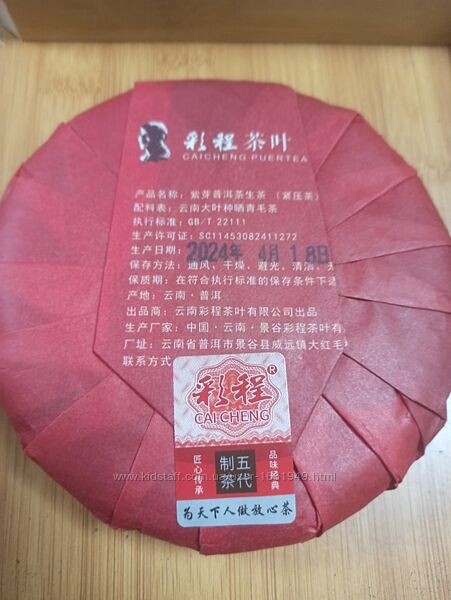 彩程茶叶
CAICHENG PUERTEA
产品名称：紫芽普洱茶生茶（紧压茶）
配料表：云南大叶种晒青毛茶
执行标准：GB/T 22111
生产许可证：SC11453082411272
生产日期：2024年 4月 18日
保存方法：通风、干燥、避光、清洁、无
保质期：在符合执行标准的保存条件下适
产地：云南·普洱
出品商：云南彩程茶叶有限公司出品
生产厂家：中国·云南·景谷彩程茶叶有
厂址：云南省普洱市景谷县威远镇大红毛
联系方式
彩程®
CAI-CHENG
匠心传承
五代制茶
品味经典
为天下人做放心茶